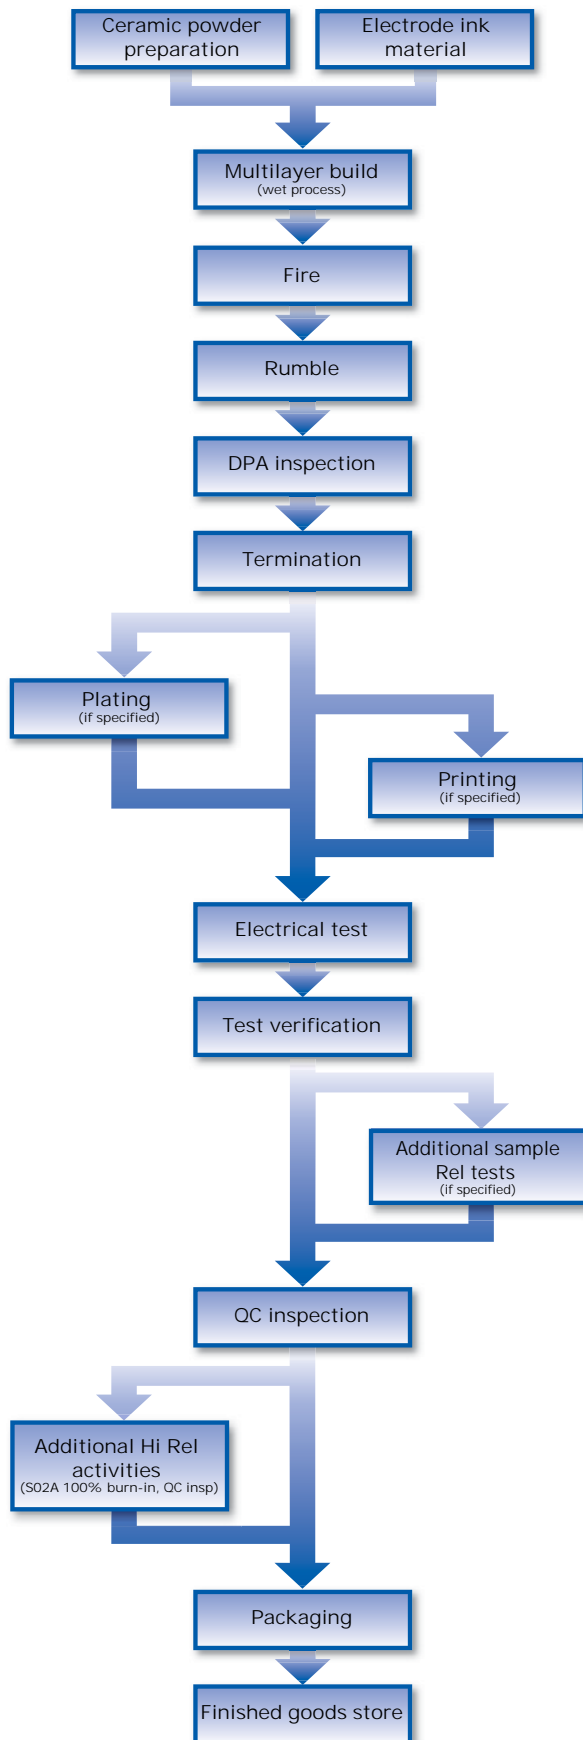 Ceramic powder
preparation
Electrode ink
material
Multilayer build
(wet process)
Fire
Rumble
DPA inspection
Termination
Plating
(if specified)
Printing
(if specified)
Electrical test
Test verification
Additional sample
Rel tests
(if specified)
QC inspection
Additional Hi Rel
activities
(S02A 100% burn-in, QC insp)
Packaging
Finished goods store